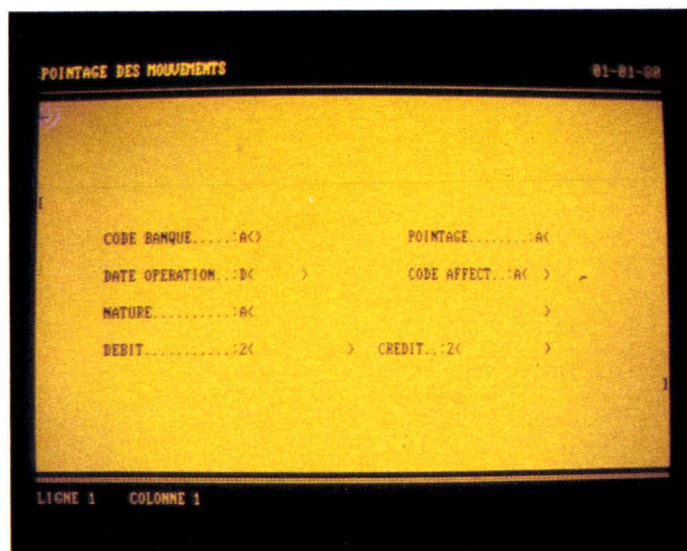 POINTAGE DES MOUVEMENTS 01-01-80
[
CODE BANQUE.....:A<> POINTAGE........:A<
DATE OPERATION..:D< > CODE AFFECT..:A< >
NATURE..........:A< >
DEBIT...........:2< > CREDIT..:2< >
]
LIGNE 1 COLONNE 1